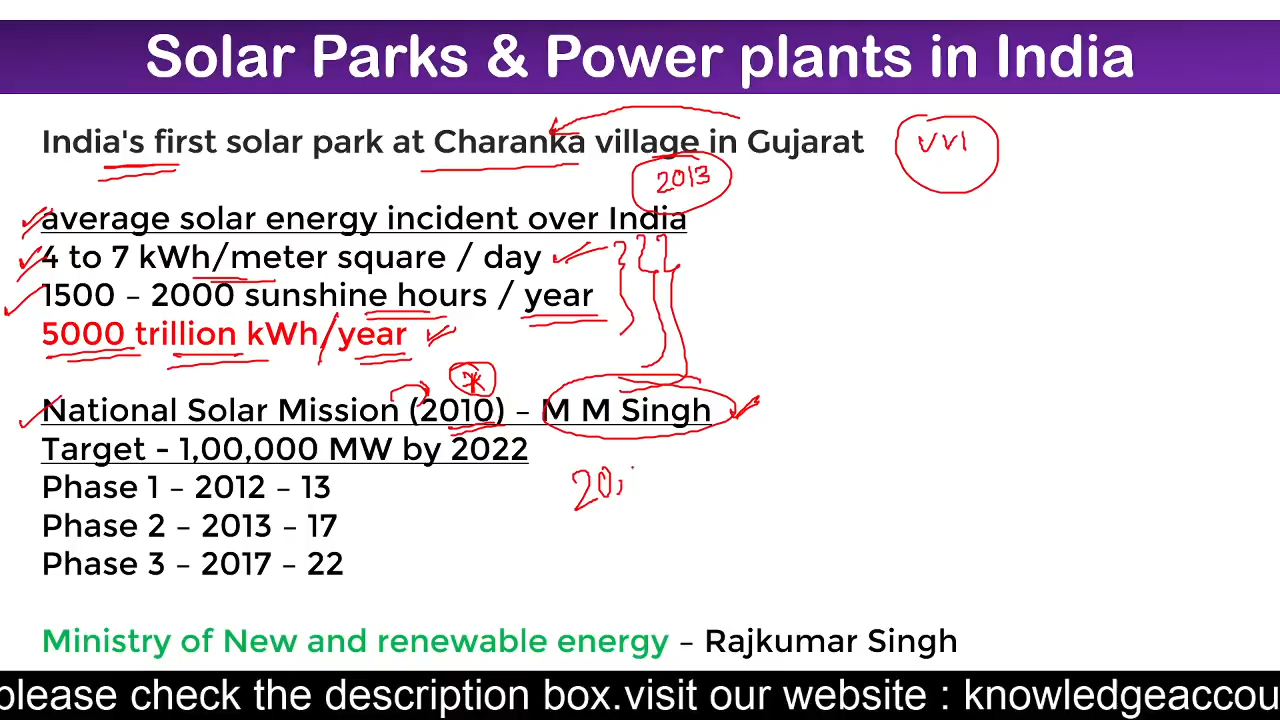 Solar Parks & Power plants in India
India's first solar park at Charanka village in Gujarat
VVI
2013
average solar energy incident over India
4 to 7 kWh/meter square / day
1500 – 2000 sunshine hours / year
5000 trillion kWh/year
National Solar Mission (2010) – M M Singh
Target - 1,00,000 MW by 2022
Phase 1 – 2012 – 13
Phase 2 – 2013 – 17
Phase 3 – 2017 – 22
Ministry of New and renewable energy – Rajkumar Singh
please check the description box.visit our website : knowledgeaccou